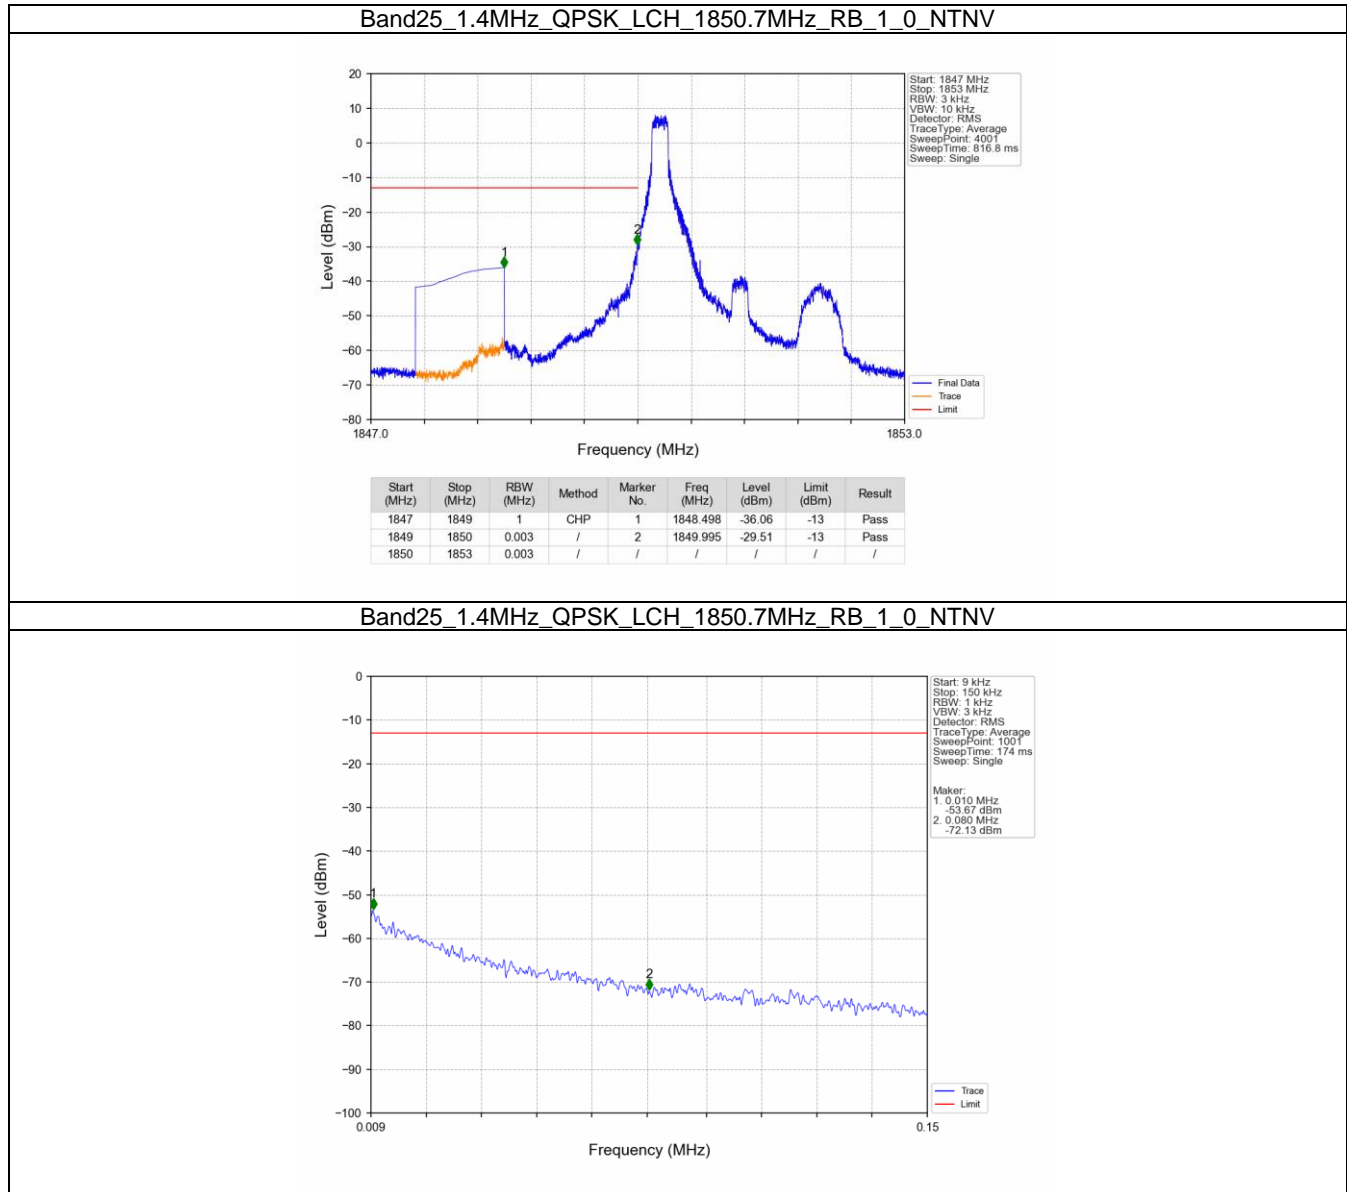 Band25_1.4MHz_QPSK_LCH_1850.7MHz_RB_1_0_NTNV
Start: 1847 MHz
Stop: 1853 MHz
RBW: 3 kHz
VBW: 10 kHz
Detector: RMS
TraceType: Average
SweepPoint: 4001
SweepTime: 816.8 ms
Sweep: Single
20
10
0
−10
−20
−30
−40
−50
−60
−70
−80
Level (dBm)
1
2
1847.0
1853.0
Frequency (MHz)
Final Data
Trace
Limit
Start (MHz) Stop (MHz) RBW (MHz) Method Marker No. Freq (MHz) Level (dBm) Limit (dBm) Result
1847 1849 1 CHP 1 1848.498 -36.06 -13 Pass
1849 1850 0.003 / 2 1849.995 -29.51 -13 Pass
1850 1853 0.003 / / / / / /
Band25_1.4MHz_QPSK_LCH_1850.7MHz_RB_1_0_NTNV
Start: 9 kHz
Stop: 150 kHz
RBW: 1 kHz
VBW: 3 kHz
Detector: RMS
TraceType: Average
SweepPoint: 1001
SweepTime: 174 ms
Sweep: Single
Maker:
1. 0.010 MHz
-53.67 dBm
2. 0.080 MHz
-72.13 dBm
0
−10
−20
−30
−40
−50
−60
−70
−80
−90
−100
Level (dBm)
1
2
0.009
0.15
Frequency (MHz)
Trace
Limit